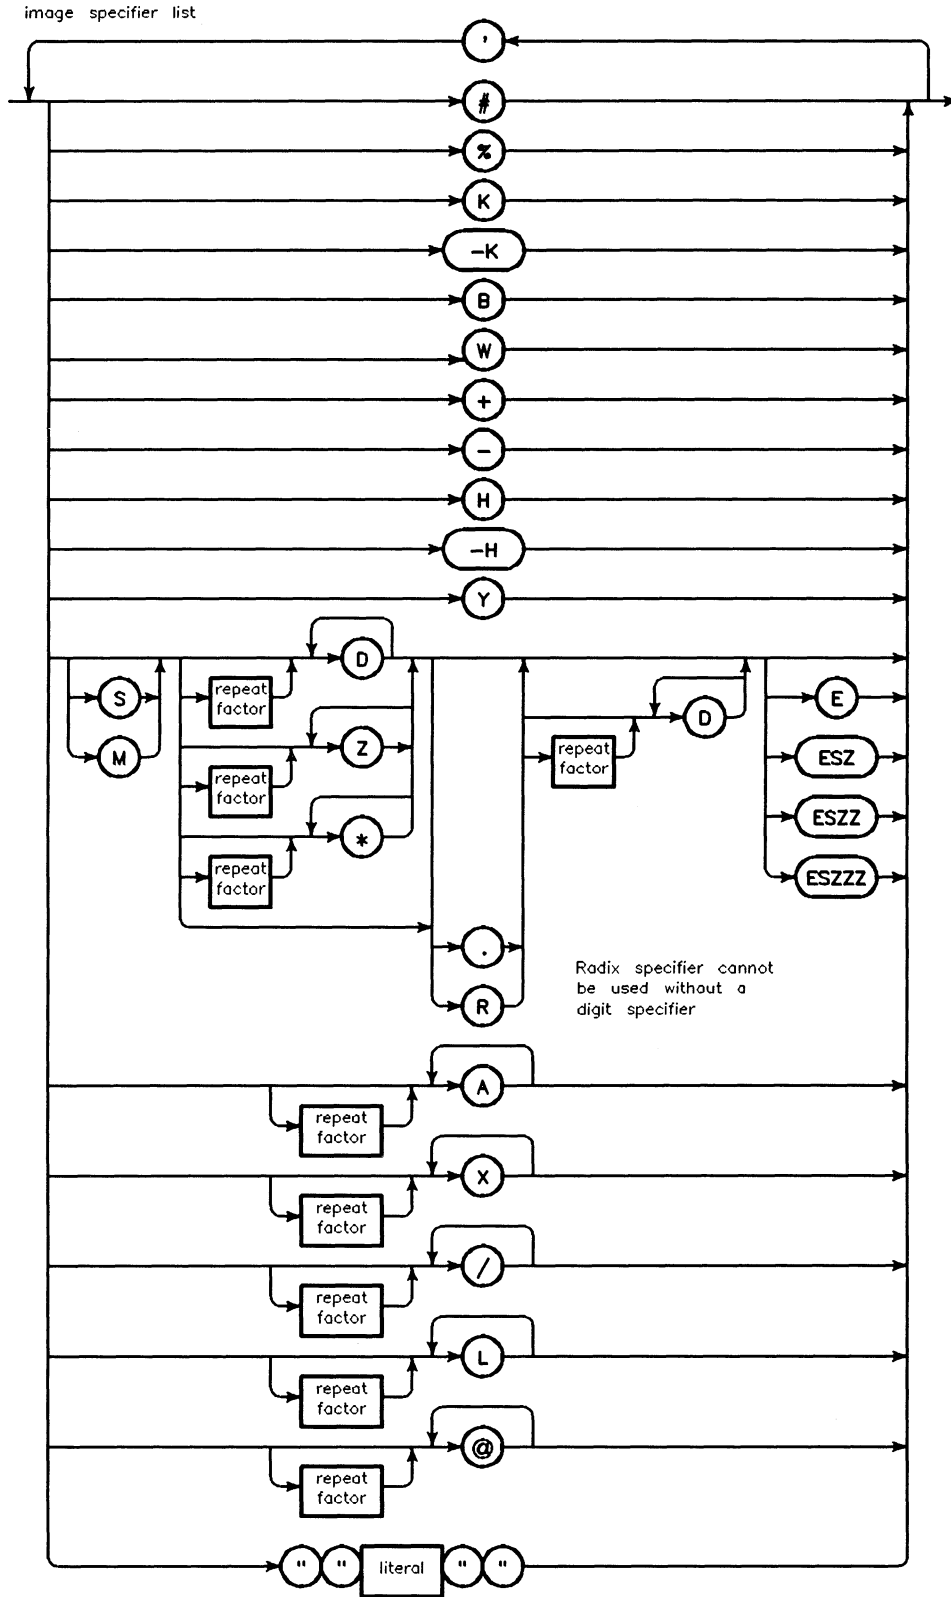 image specifier list
,
#
%
K
-K
B
W
+
-
H
-H
Y
D
repeat
factor
S
Z
M
repeat
factor
*
repeat
factor
D
repeat
factor
E
ESZ
ESZZ
ESZZZ
.
R
Radix specifier cannot
be used without a
digit specifier
A
repeat
factor
X
repeat
factor
/
repeat
factor
L
repeat
factor
@
repeat
factor
" " literal " "